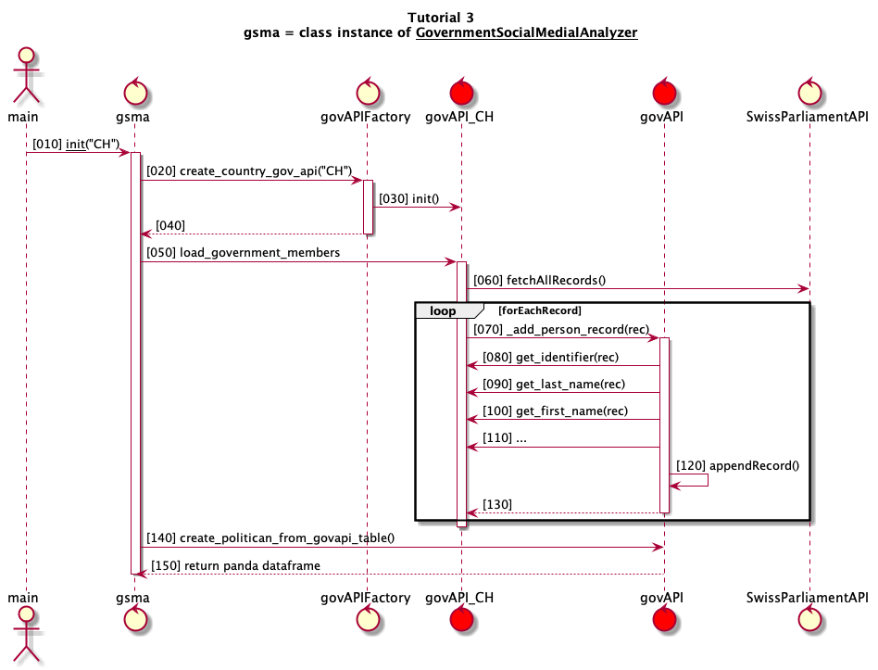 Tutorial 3
gsma = class instance of GovernmentSocialMedialAnalyzer
main gsma govAPIFactory govAPI_CH govAPI SwissParliamentAPI
[010] init("CH")
[020] create_country_gov_api("CH")
[030] init()
[040]
[050] load_government_members
[060] fetchAllRecords()
loop [forEachRecord]
[070] _add_person_record(rec)
[080] get_identifier(rec)
[090] get_last_name(rec)
[100] get_first_name(rec)
[110] ...
[120] appendRecord()
[130]
[140] create_politican_from_govapi_table()
[150] return panda dataframe
main gsma govAPIFactory govAPI_CH govAPI SwissParliamentAPI